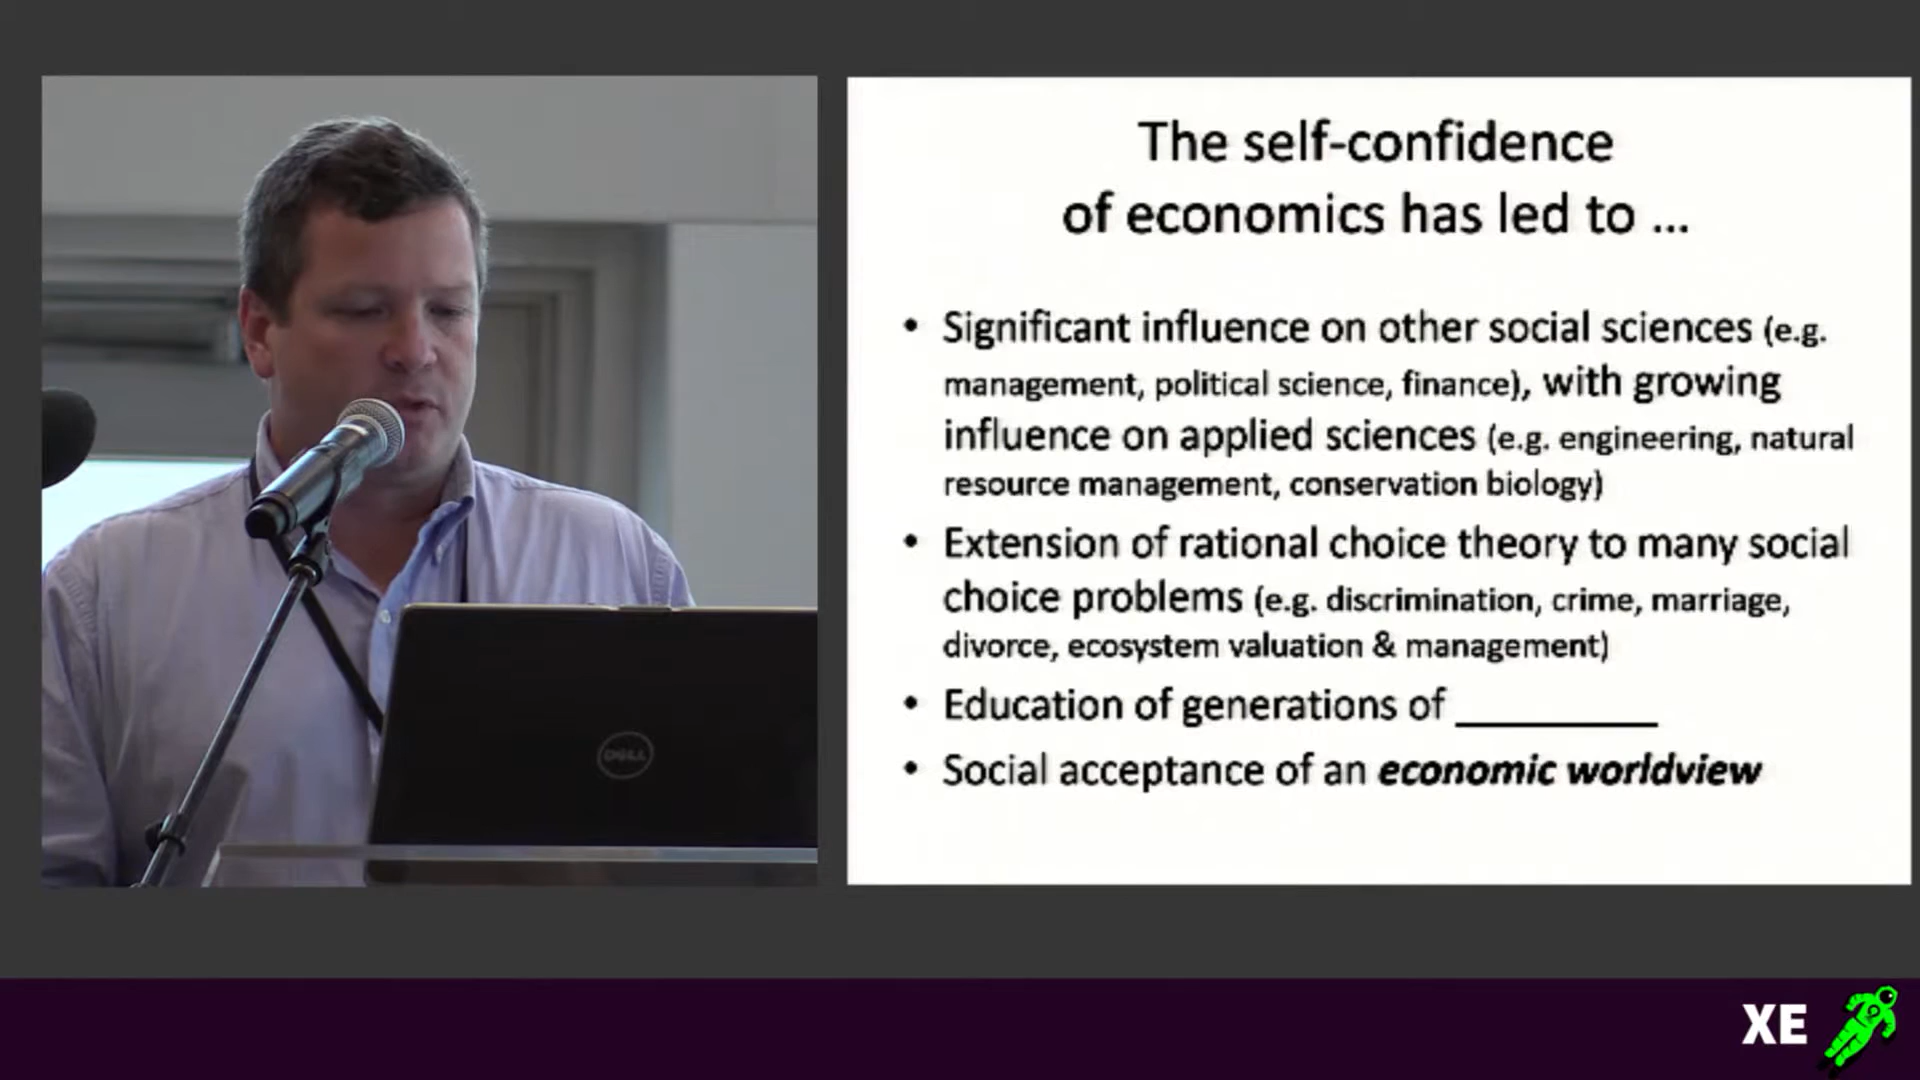 The self-confidence
of economics has led to ...
• Significant influence on other social sciences (e.g.
management, political science, finance), with growing
influence on applied sciences (e.g. engineering, natural
resource management, conservation biology)
• Extension of rational choice theory to many social
choice problems (e.g. discrimination, crime, marriage,
divorce, ecosystem valuation & management)
• Education of generations of __________
• Social acceptance of an economic worldview
DELL
XE